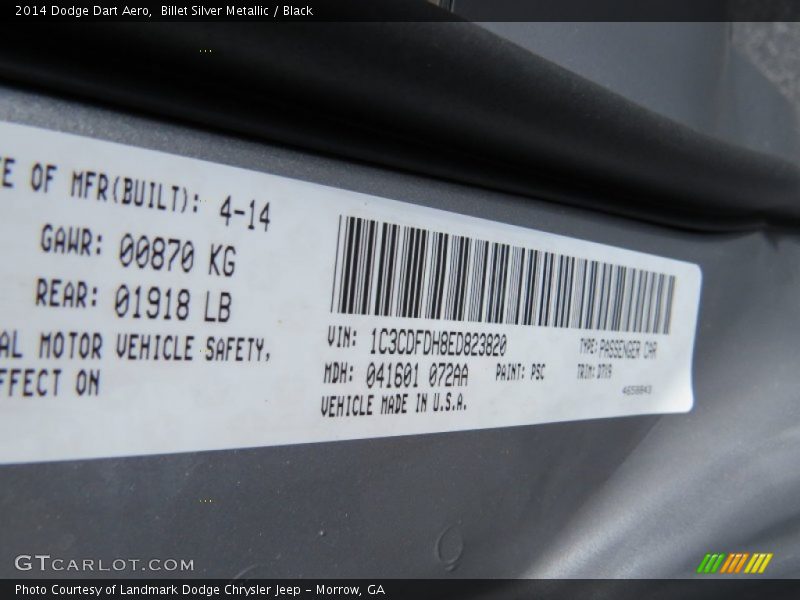 2014 Dodge Dart Aero,  Billet Silver Metallic / Black
E OF MFR(BUILT): 4-14
GAWR: 00870 KG
REAR: 01918 LB
AL MOTOR VEHICLE SAFETY,
FFECT ON
VIN: 1C3CDFDH8ED823820 TYPE: PASSENGER CAR
MDH: 041601 072AA PAINT: PSC TRIM: D7X9
VEHICLE MADE IN U.S.A. 4658843
GTCARLOT.COM
Photo Courtesy of Landmark Dodge Chrysler Jeep – Morrow, GA